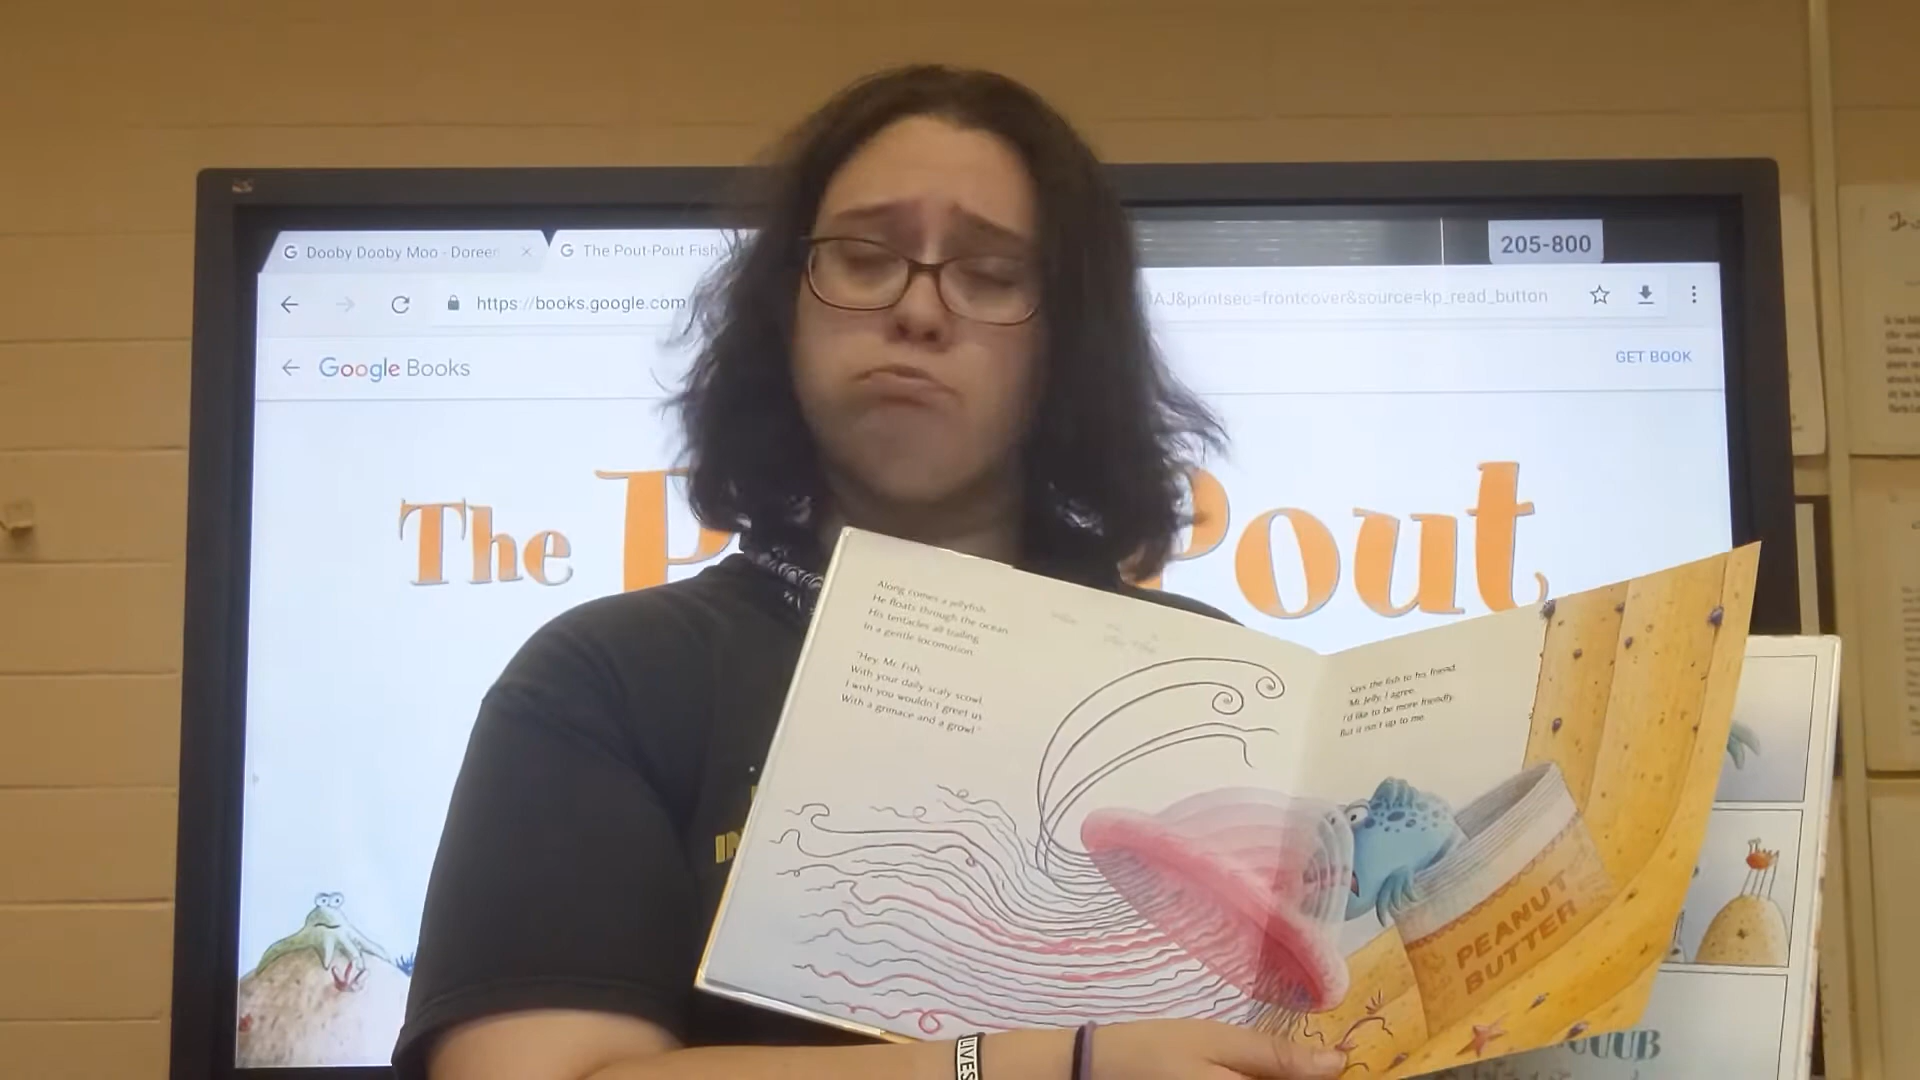 Dooby Dooby Moo - Doreen
The Pout-Pout Fish
205-800
https://books.google.com
AJ&printsec=frontcover&source=kp_read_button
Google Books
GET BOOK
The P Pout
Along comes a jellyfish
He floats through the ocean
His tentacles all trailing
In a gentle locomotion.
"Hey, Mr. Fish,
With your daily scaly scowl,
I wish you wouldn't greet us
With a grimace and a growl."
Says the fish to his friend,
"Mr. Jelly, I agree.
I'd like to be more friendly,
But it isn't up to me.
PEANUT
BUTTER
LIVES